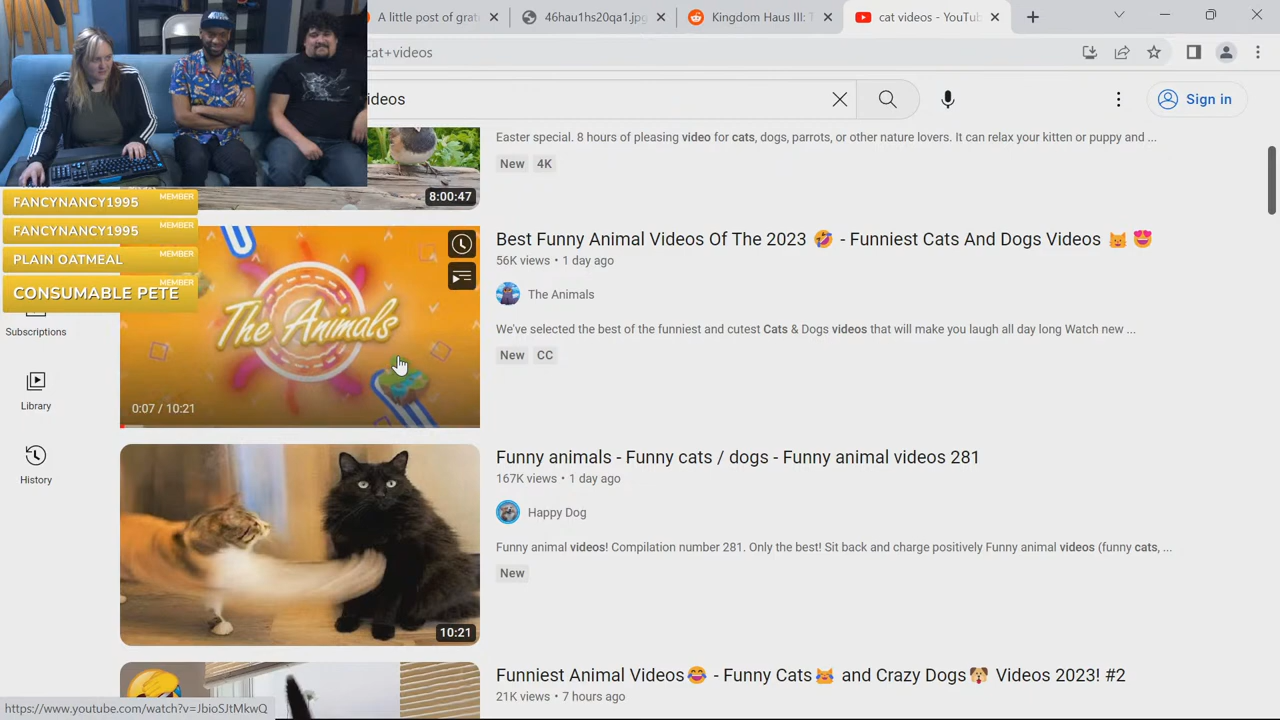 A little post of grat
46hau1hs20qa1.jpg
Kingdom Haus III: T
cat videos - YouTub
cat+videos
ideos
Sign in
Easter special. 8 hours of pleasing video for cats, dogs, parrots, or other nature lovers. It can relax your kitten or puppy and ...
New 4K
8:00:47
FANCYNANCY1995 MEMBER
FANCYNANCY1995 MEMBER
PLAIN OATMEAL MEMBER
CONSUMABLE PETE MEMBER
Subscriptions
Library
History
The Animals
0:07 / 10:21
Best Funny Animal Videos Of The 2023 🤣 - Funniest Cats And Dogs Videos 😺😍
56K views • 1 day ago
The Animals
We've selected the best of the funniest and cutest Cats & Dogs videos that will make you laugh all day long Watch new ...
New CC
10:21
Funny animals - Funny cats / dogs - Funny animal videos 281
167K views • 1 day ago
Happy Dog
Funny animal videos! Compilation number 281. Only the best! Sit back and charge positively Funny animal videos (funny cats, ...
New
Funniest Animal Videos😂 - Funny Cats😹 and Crazy Dogs🐶 Videos 2023! #2
21K views • 7 hours ago
https://www.youtube.com/watch?v=JbioSJtMkwQ